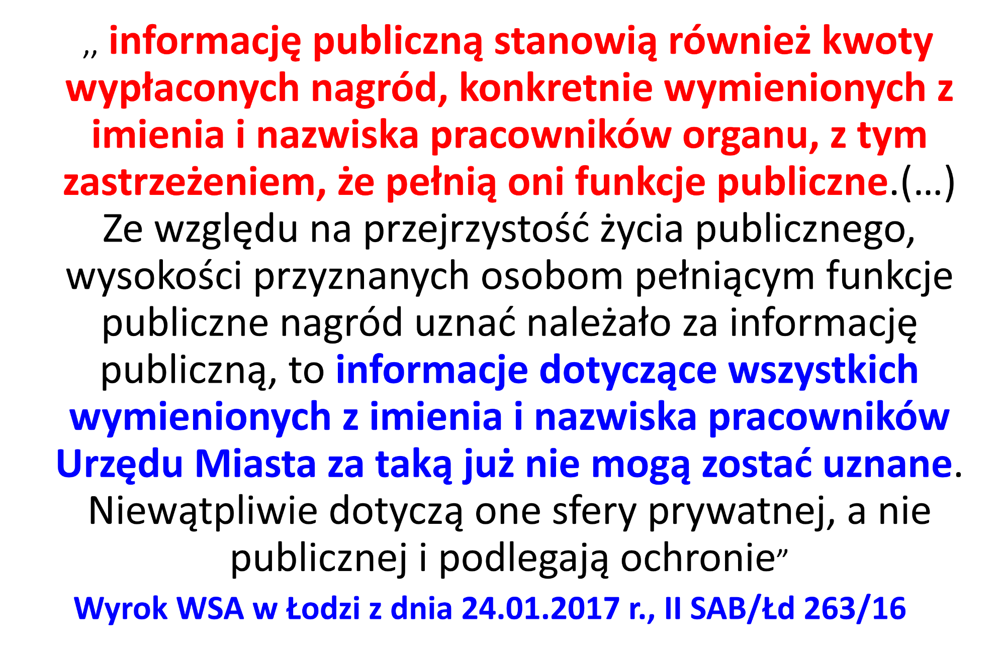 ,, informację publiczną stanowią również kwoty
wypłaconych nagród, konkretnie wymienionych z
imienia i nazwiska pracowników organu, z tym
zastrzeżeniem, że pełnią oni funkcje publiczne.(…)
Ze względu na przejrzystość życia publicznego,
wysokości przyznanych osobom pełniącym funkcje
publiczne nagród uznać należało za informację
publiczną, to informacje dotyczące wszystkich
wymienionych z imienia i nazwiska pracowników
Urzędu Miasta za taką już nie mogą zostać uznane.
Niewątpliwie dotyczą one sfery prywatnej, a nie
publicznej i podlegają ochronie”
Wyrok WSA w Łodzi z dnia 24.01.2017 r., II SAB/Łd 263/16